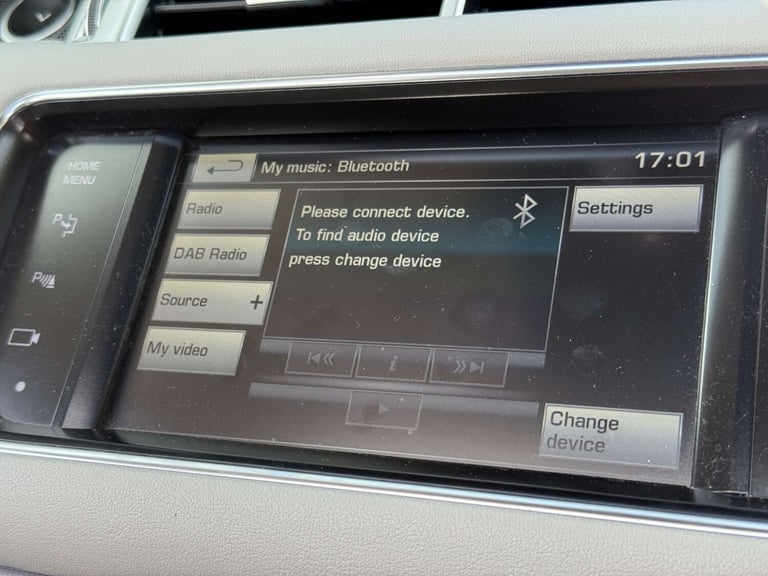 HOME
MENU
My music: Bluetooth
17:01
Radio
DAB Radio
Source +
My video
Please connect device.
To find audio device
press change device
Settings
P
P
i
Change
device